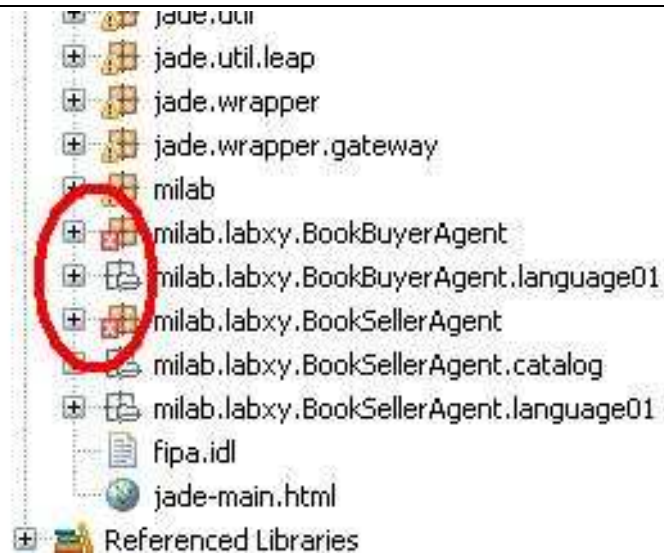 jade.util
jade.util.leap
jade.wrapper
jade.wrapper.gateway
milab
milab.labxy.BookBuyerAgent
milab.labxy.BookBuyerAgent.language01
milab.labxy.BookSellerAgent
milab.labxy.BookSellerAgent.catalog
milab.labxy.BookSellerAgent.language01
fipa.idl
jade-main.html
Referenced Libraries